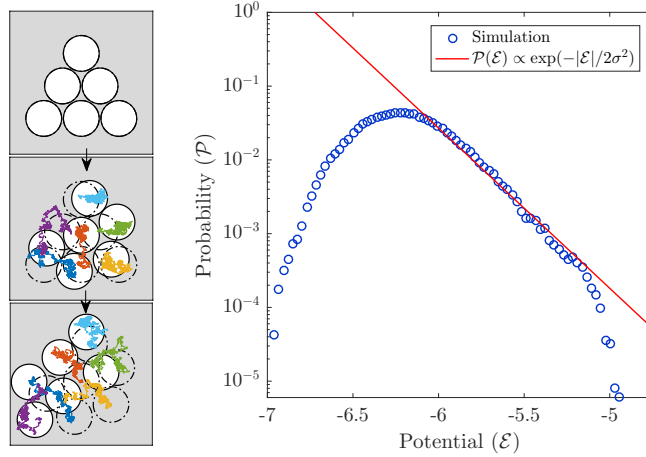 10^0
10^-1
10^-2
10^-3
10^-4
10^-5
Probability (𝒫)
Simulation
𝒫(ℰ) ∝ exp(−|ℰ|/2σ²)
-7 -6.5 -6 -5.5 -5
Potential (ℰ)